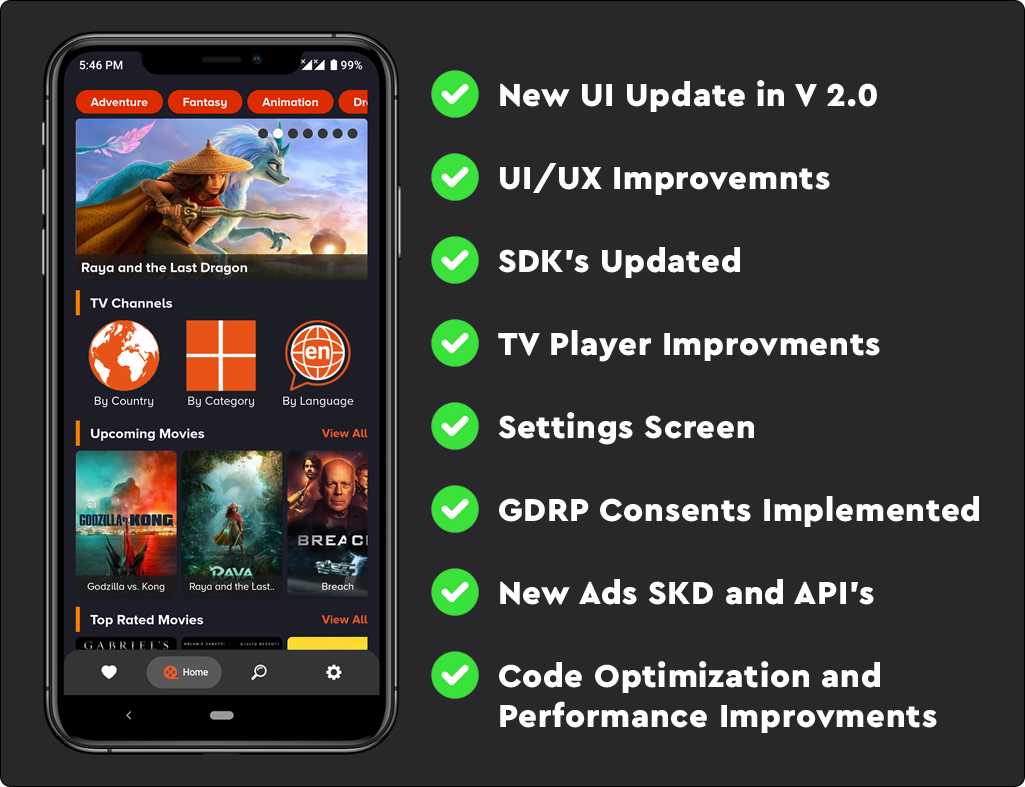 5:46 PM
99%
Adventure
Fantasy
Animation
Dr
Raya and the Last Dragon
TV Channels
en
By Country
By Category
By Language
Upcoming Movies
View All
GODZILLA VS KONG
RAYA
BREACH
Godzilla vs. Kong
Raya and the Last..
Breach
Top Rated Movies
View All
GABRIEL'S
Home
New UI Update in V 2.0
UI/UX Improvemnts
SDK's Updated
TV Player Improvments
Settings Screen
GDRP Consents Implemented
New Ads SKD and API's
Code Optimization and
Performance Improvments